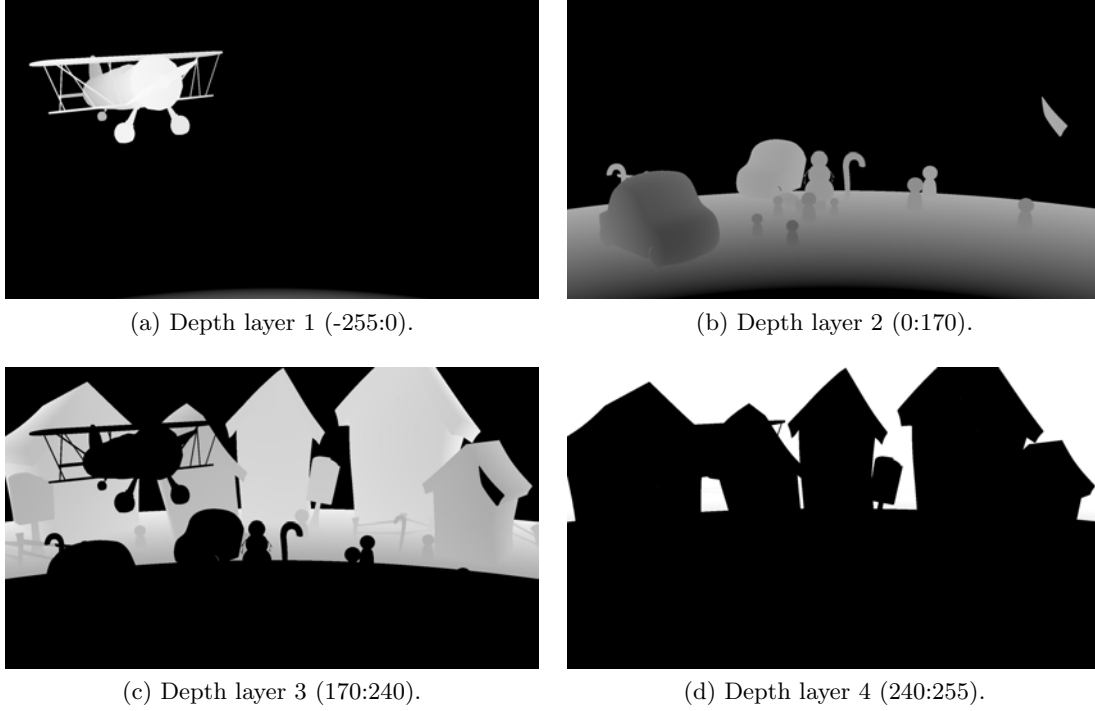 (a) Depth layer 1 (-255:0).
(b) Depth layer 2 (0:170).
(c) Depth layer 3 (170:240).
(d) Depth layer 4 (240:255).